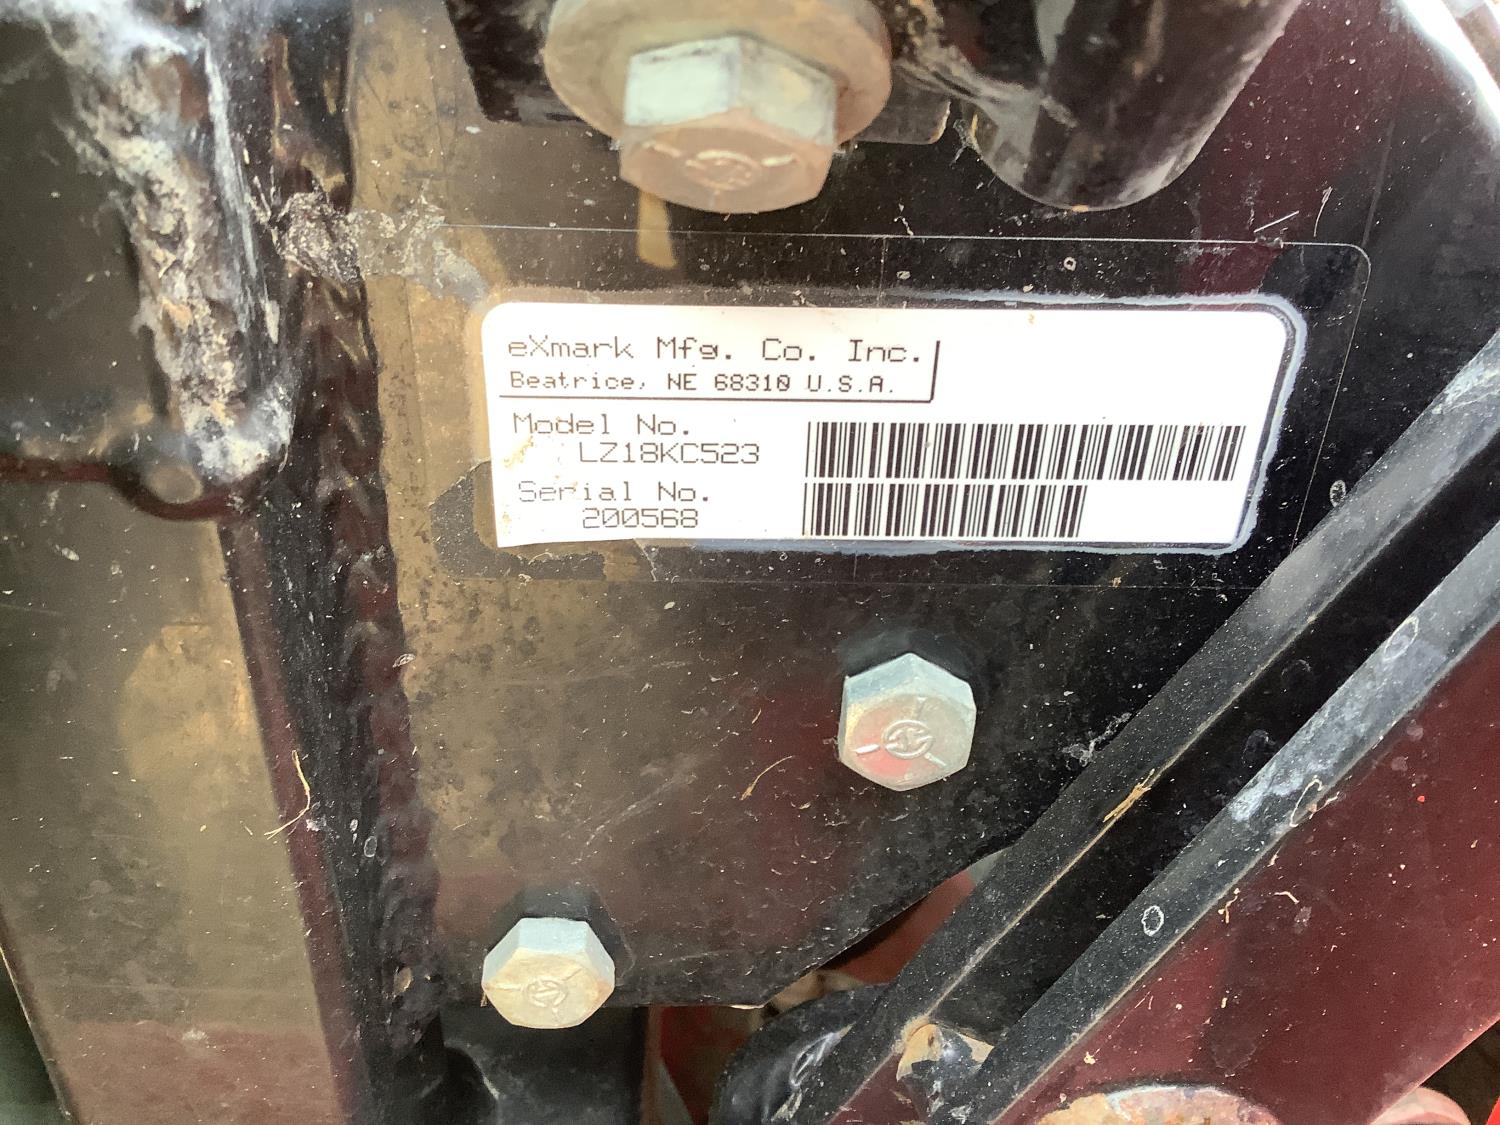 eXmark Mfg. Co. Inc.
Beatrice, NE 68310 U.S.A.
Model No.
LZ18KC523
Serial No.
200568